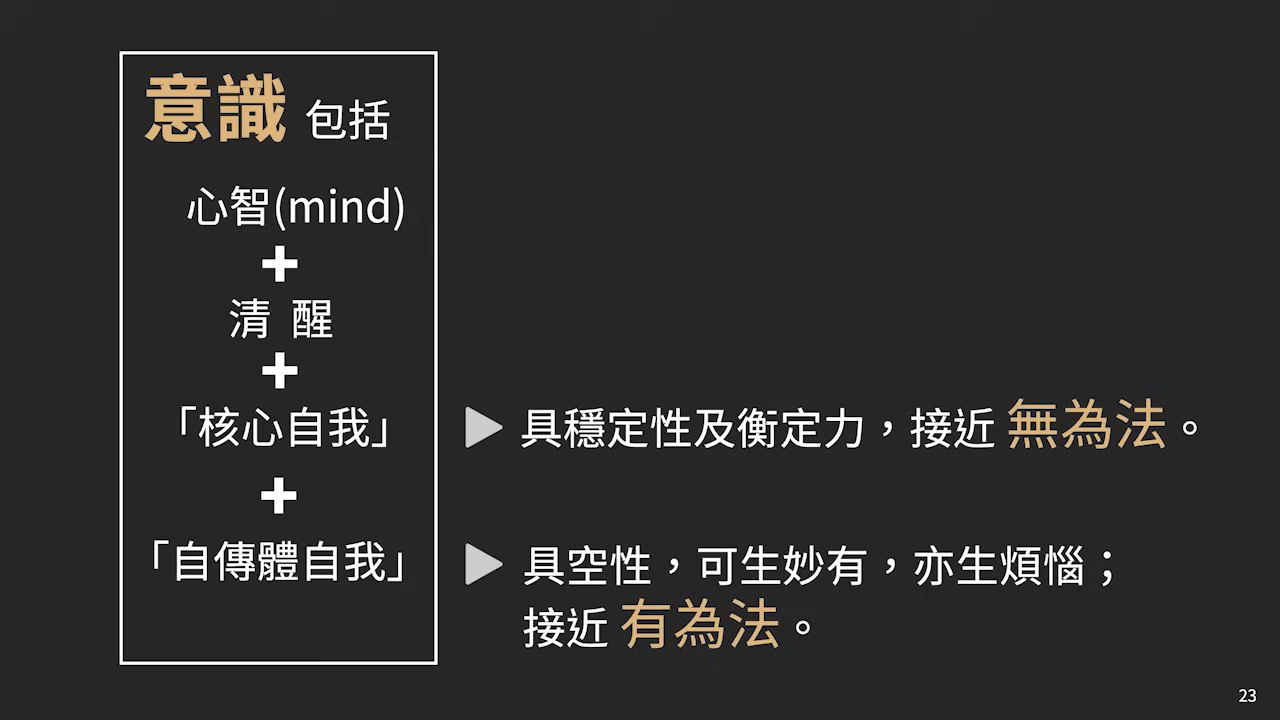 意識 包括
心智(mind)
+
清 醒
+
「核心自我」
具穩定性及衡定力，接近 無為法。
+
「自傳體自我」
具空性，可生妙有，亦生煩惱；
接近 有為法。
23